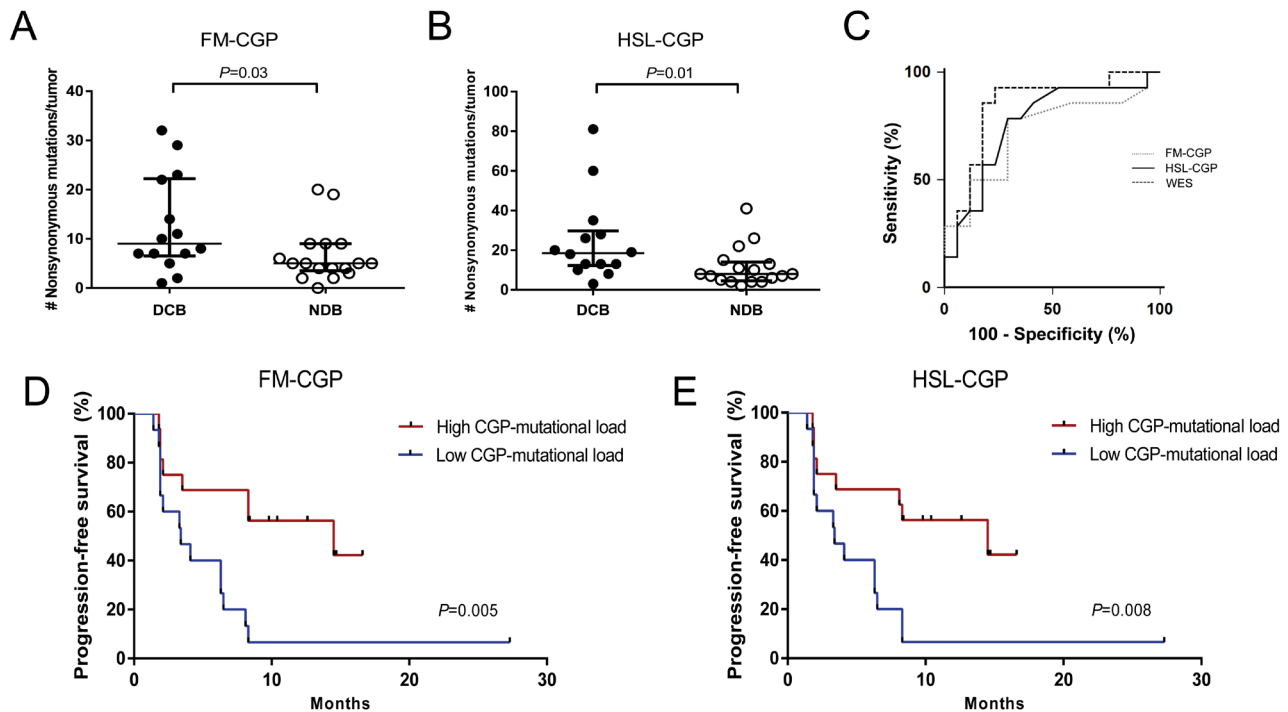 A
FM-CGP
P=0.03
# Nonsynonymous mutations/tumor
40
30
20
10
0
DCB
NDB
B
HSL-CGP
P=0.01
# Nonsynonymous mutations/tumor
100
80
60
40
20
0
DCB
NDB
C
Sensitivity (%)
100
50
0
0
50
100
100 - Specificity (%)
FM-CGP
HSL-CGP
WES
D
FM-CGP
Progression-free survival (%)
100
80
60
40
20
0
High CGP-mutational load
Low CGP-mutational load
P=0.005
0
10
20
30
Months
E
HSL-CGP
Progression-free survival (%)
100
80
60
40
20
0
High CGP-mutational load
Low CGP-mutational load
P=0.008
0
10
20
30
Months